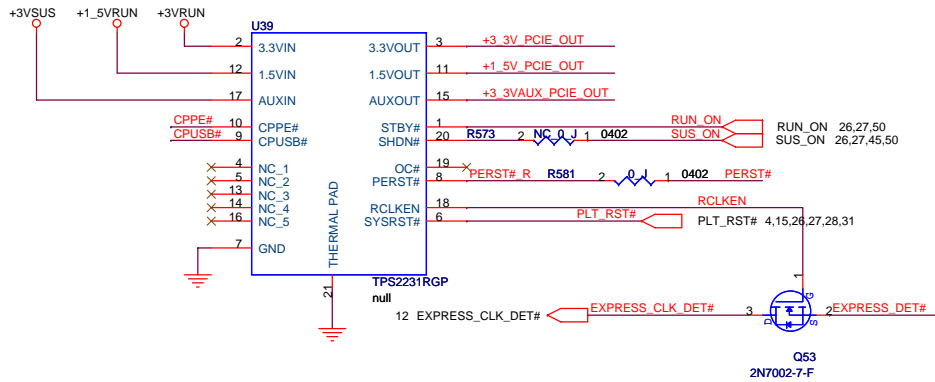 +3VSUS +1_5VRUN +3VRUN
U39
2 3.3VIN 3.3VOUT 3 +3_3V_PCIE_OUT
12 1.5VIN 1.5VOUT 11 +1_5V_PCIE_OUT
17 AUXIN AUXOUT 15 +3_3VAUX_PCIE_OUT
CPPE# 10 CPPE# STBY# 1 RUN_ON RUN_ON 26,27,50
CPUSB# 9 CPUSB# SHDN# 20 R573 2 NC_0_J 1 0402 SUS_ON SUS_ON 26,27,45,50
4 NC_1 OC# 19
5 NC_2 PERST# 8 PERST#_R R581 2 0_J 1 0402 PERST#
13 NC_3
14 NC_4 RCLKEN 18 RCLKEN
16 NC_5 SYSRST# 6 PLT_RST# PLT_RST# 4,15,26,27,28,31
7 GND
THERMAL PAD
21
TPS2231RGP
null
1
G
12 EXPRESS_CLK_DET# EXPRESS_CLK_DET# 3 D S 2 EXPRESS_DET#
Q53
2N7002-7-F